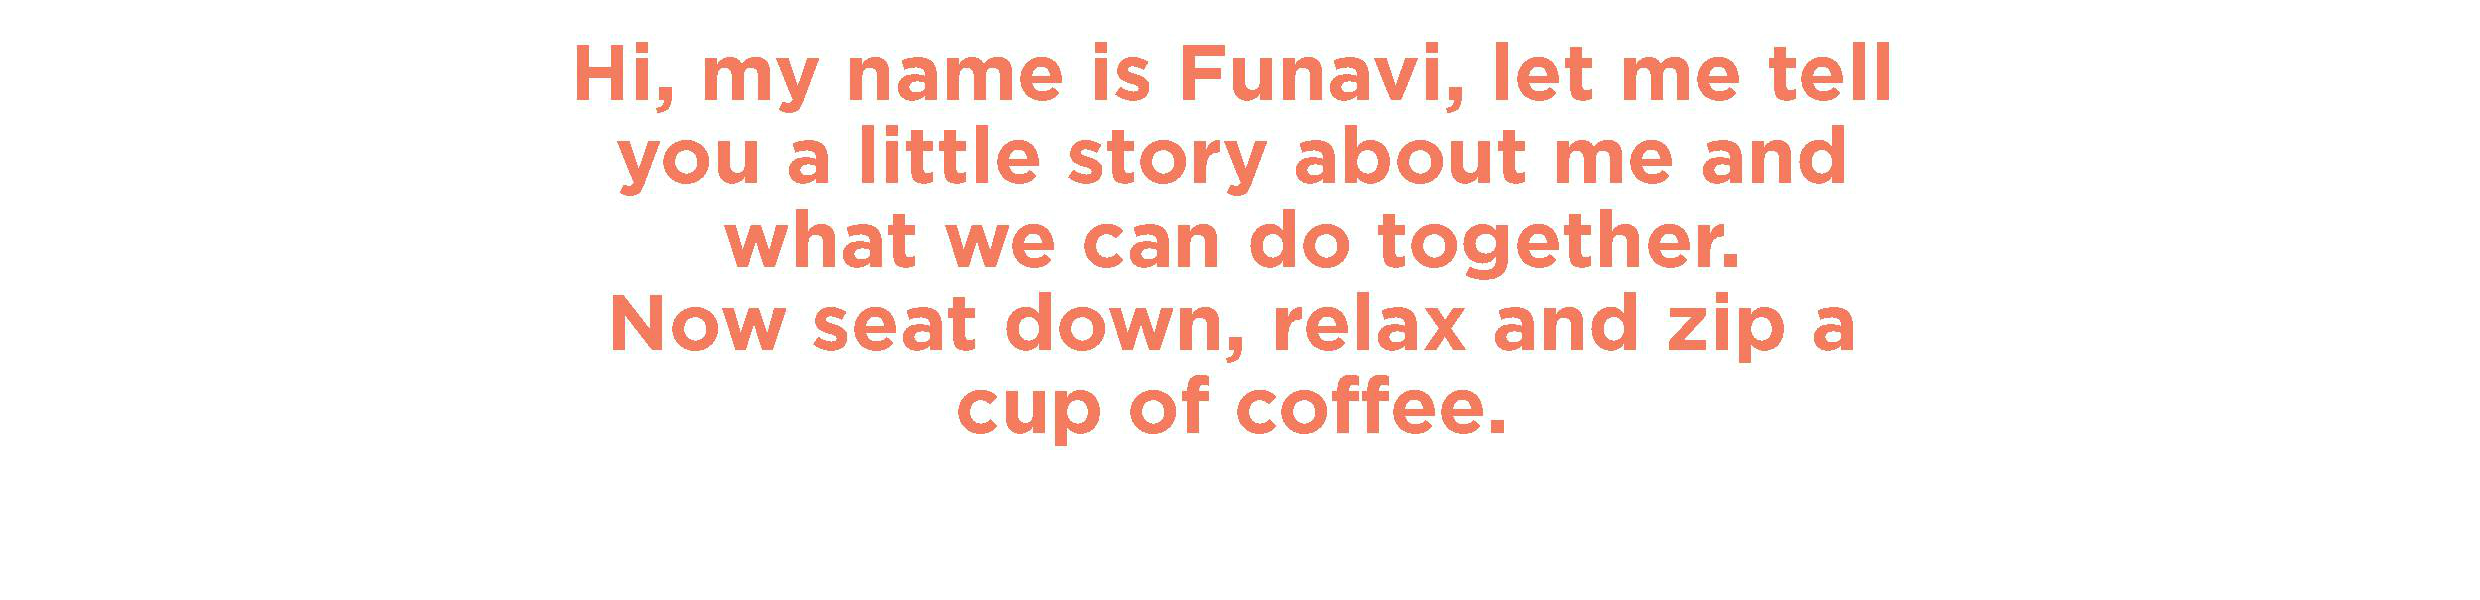 Hi, my name is Funavi, let me tell
you a little story about me and
what we can do together.
Now seat down, relax and zip a
cup of coffee.